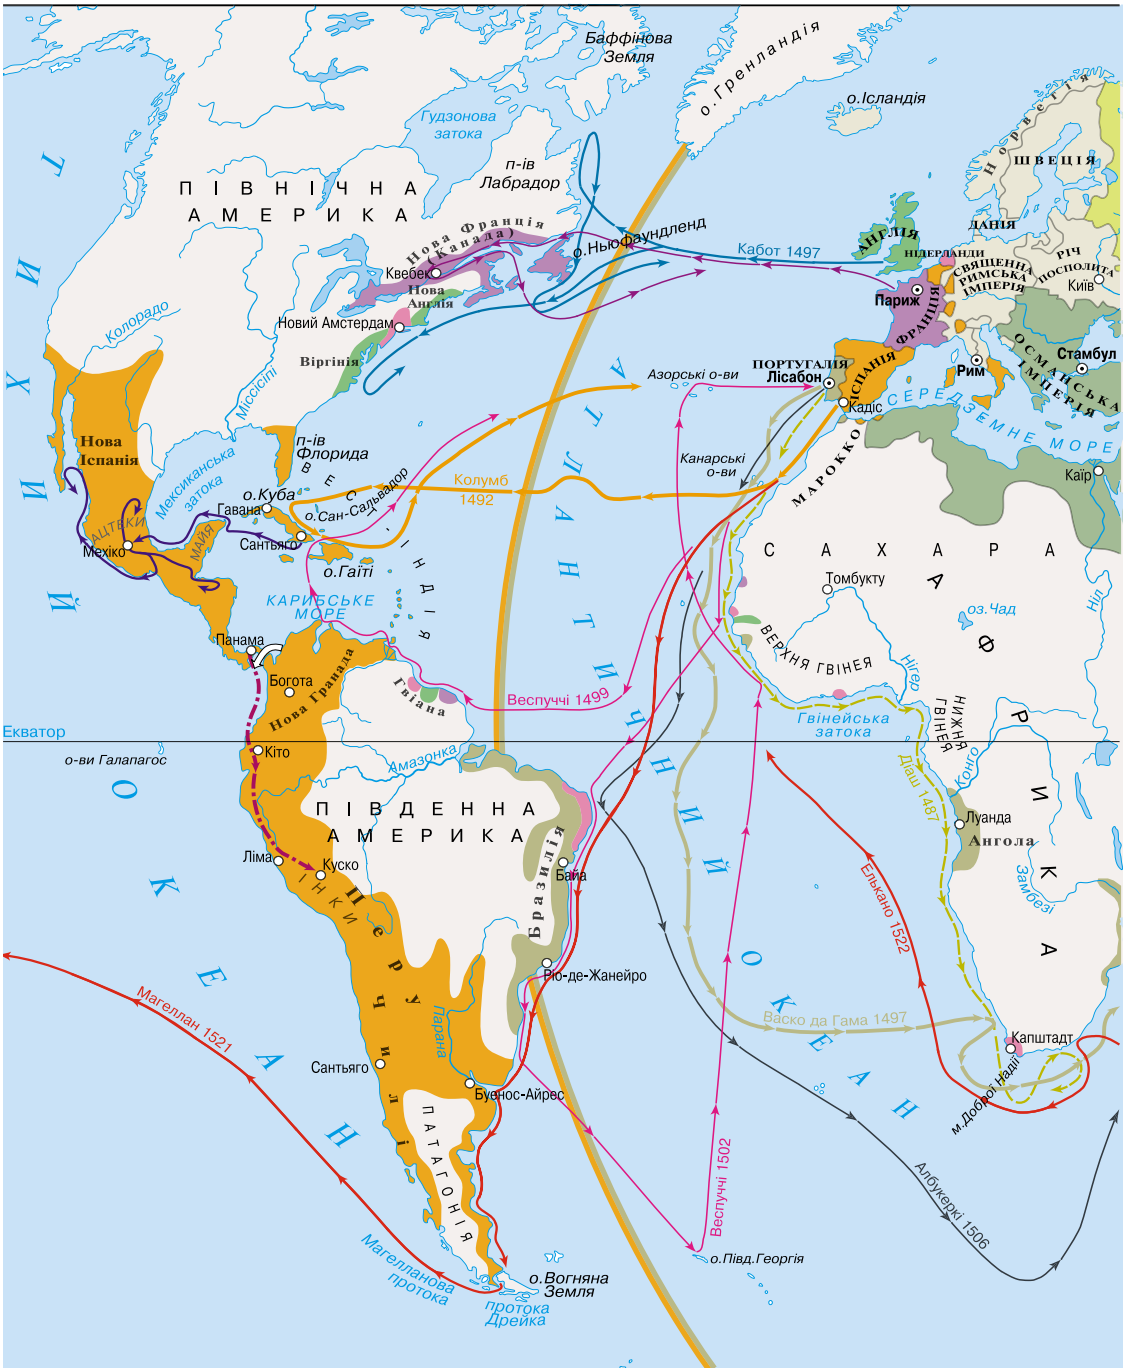 Баффінова
Земля
о.Гренландія
о.Ісландія
Норвегія
ШВЕЦІЯ
Гудзонова
затока
п-ів
Лабрадор
ПІВНІЧНА
АМЕРИКА
Нова Франція
(Канада)
о.Ньюфаундленд
Кабот 1497
АНГЛІЯ
ДАНІЯ
НІДЕРЛАНДИ
СВЯЩЕННА
РИМСЬКА
ІМПЕРІЯ
РІЧ
ПОСПОЛИТА
Київ
Квебек
Нова
Англія
Париж
ФРАНЦІЯ
Новий Амстердам
Колорадо
Віргінія
Міссісіпі
ОСМАНСЬКА
ІМПЕРІЯ
Стамбул
Рим
ПОРТУГАЛІЯ
Лісабон
ІСПАНІЯ
Кадіс
Азорські о-ви
СЕРЕДЗЕМНЕ МОРЕ
Нова
Іспанія
п-ів
Флорида
Мексиканська
затока
ВЕСТ-ІНДІЯ
Канарські
о-ви
МАРОККО
Каїр
Колумб
1492
о.Куба
Гавана
о.Сан-Сальвадор
АЦТЕКИ
Мехіко
МАЙЯ
Сантьяго
о.Гаїті
САХАРА
Томбукту
оз.Чад
Ніл
КАРИБСЬКЕ
МОРЕ
Панама
Богота
Нова Гранада
Гвіана
Веспуччі 1499
ВЕРХНЯ ГВІНЕЯ
Нігер
НИЖНЯ
ГВІНЕЯ
Гвінейська
затока
АФРИКА
Екватор
Кіто
о-ви Галапагос
Амазонка
Конго
Діаш 1487
ПІВДЕННА
АМЕРИКА
Луанда
Ангола
Ліма
Куско
ІНКИ
Перу
Бразилія
Байа
Елькано 1522
Замбезі
Ріо-де-Жанейро
Магеллан 1521
Парана
Васко да Гама 1497
Капштадт
м.Доброї Надії
Сантьяго
Чилі
Буенос-Айрес
ПАТАГОНІЯ
Веспуччі 1502
Албукеркі 1506
Магелланова
протока
о.Вогняна
Земля
протока
Дрейка
о.Півд.Георгія
ТИХИЙ
ОКЕАН
АТЛАНТИЧНИЙ
ОКЕАН